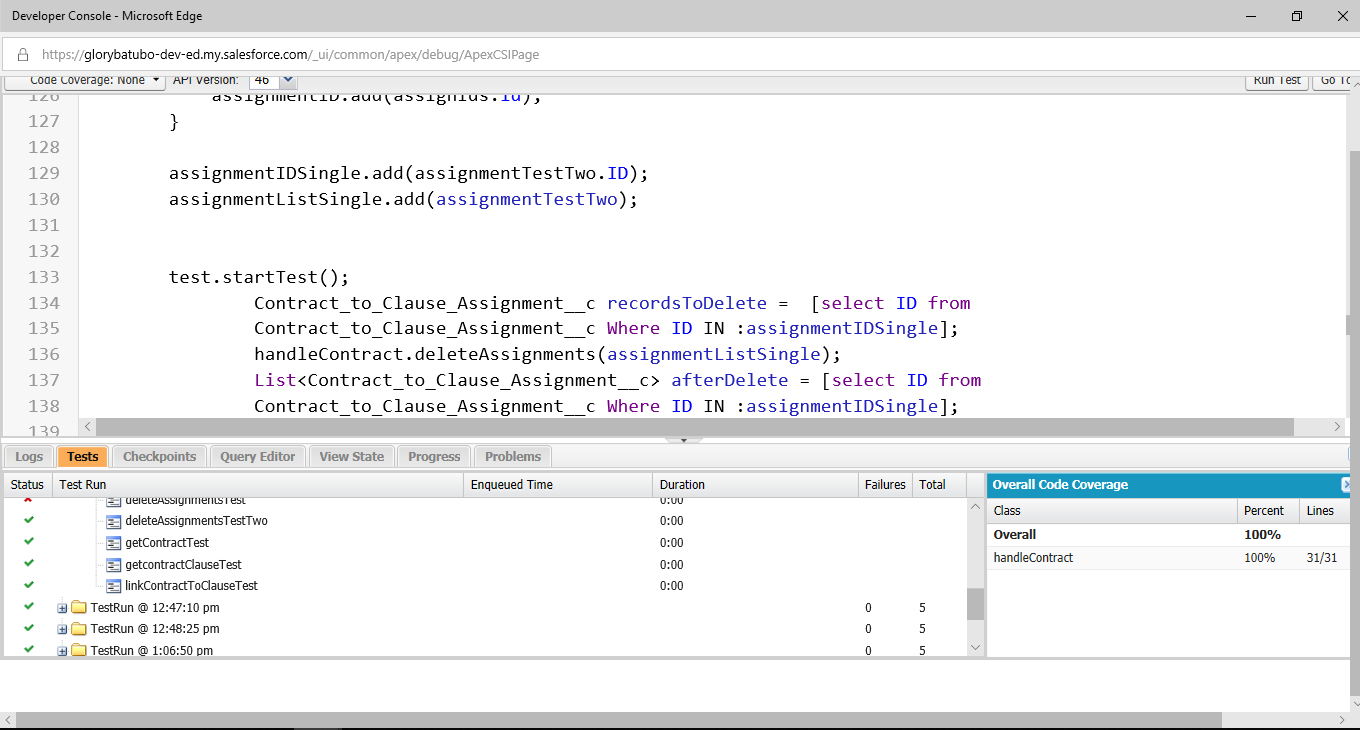 Developer Console - Microsoft Edge
https://glorybatubo-dev-ed.my.salesforce.com/_ui/common/apex/debug/ApexCSIPage
Code Coverage: None API Version: 46 Run Test Go To
126 assignmentID.add(assignIds.Id);
127 }
128
129 assignmentIDSingle.add(assignmentTestTwo.ID);
130 assignmentListSingle.add(assignmentTestTwo);
131
132
133 test.startTest();
134 Contract_to_Clause_Assignment__c recordsToDelete = [select ID from
135 Contract_to_Clause_Assignment__c Where ID IN :assignmentIDSingle];
136 handleContract.deleteAssignments(assignmentListSingle);
137 List<Contract_to_Clause_Assignment__c> afterDelete = [select ID from
138 Contract_to_Clause_Assignment__c Where ID IN :assignmentIDSingle];
139
Logs Tests Checkpoints Query Editor View State Progress Problems
Status Test Run Enqueued Time Duration Failures Total
deleteAssignmentsTest 0:00
deleteAssignmentsTestTwo 0:00
getContractTest 0:00
getcontractClauseTest 0:00
linkContractToClauseTest 0:00
TestRun @ 12:47:10 pm 0 5
TestRun @ 12:48:25 pm 0 5
TestRun @ 1:06:50 pm 0 5
Overall Code Coverage
Class Percent Lines
Overall 100%
handleContract 100% 31/31